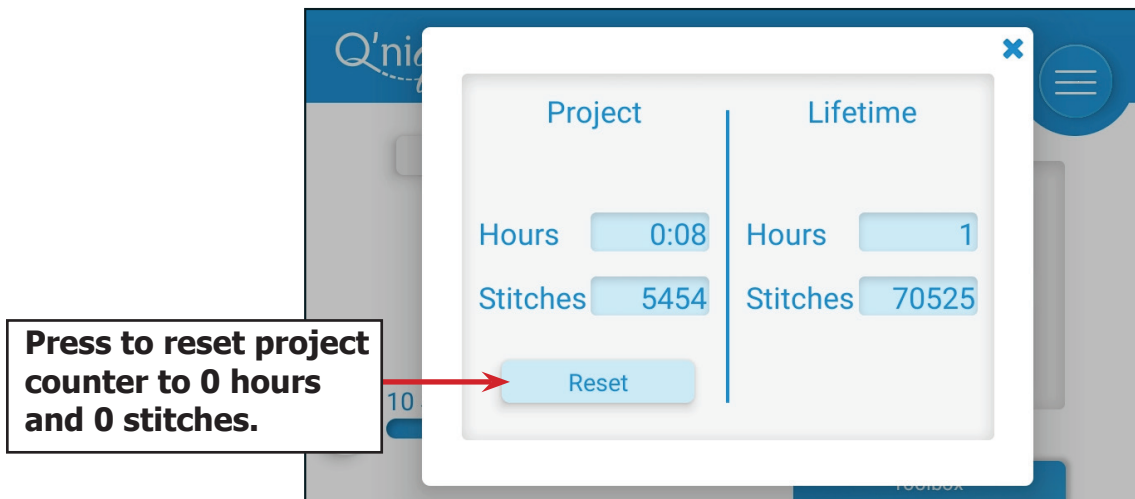 Q'ni
Project
Lifetime
Hours 0:08
Hours 1
Stitches 5454
Stitches 70525
Reset
Press to reset project
counter to 0 hours
and 0 stitches.
10